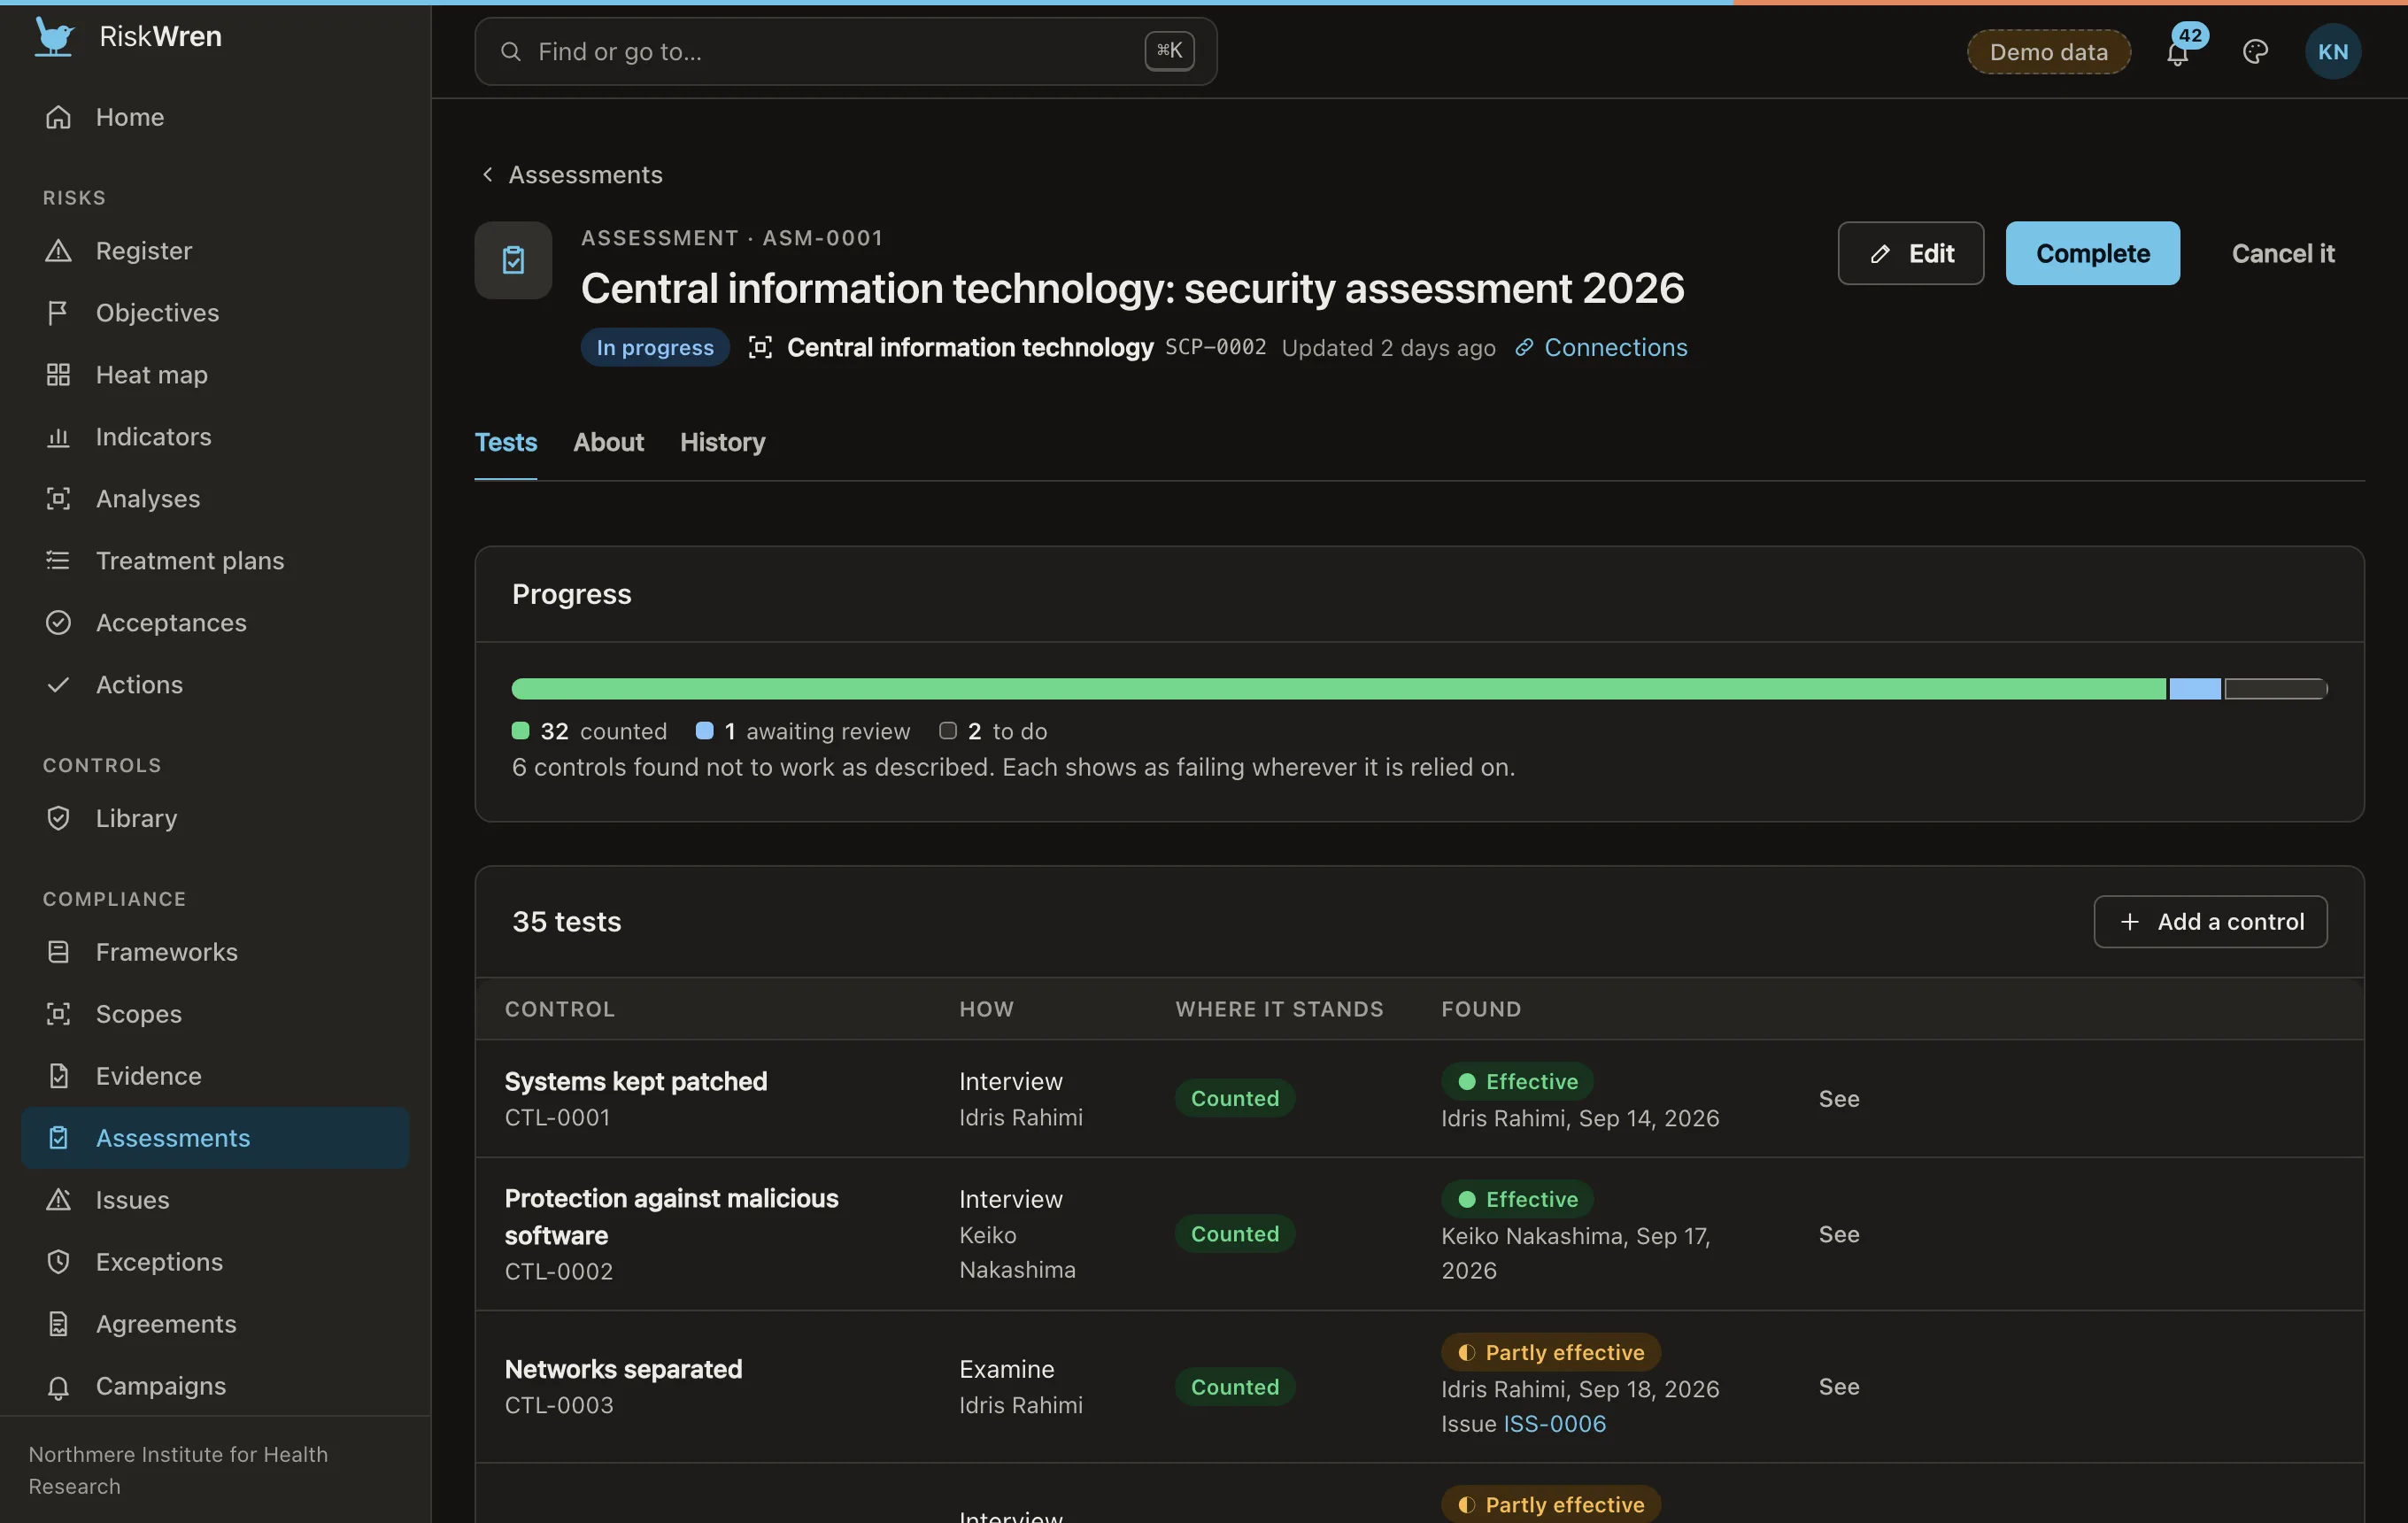 RiskWren
Find or go to...
⌘K
Demo data
42
KN
Home
RISKS
Register
Objectives
Heat map
Indicators
Analyses
Treatment plans
Acceptances
Actions
CONTROLS
Library
COMPLIANCE
Frameworks
Scopes
Evidence
Assessments
Issues
Exceptions
Agreements
Campaigns
Northmere Institute for Health
Research
Assessments
ASSESSMENT · ASM-0001
Central information technology: security assessment 2026
Edit
Complete
Cancel it
In progress Central information technology SCP-0002 Updated 2 days ago Connections
Tests About History
Progress
32 counted 1 awaiting review 2 to do
6 controls found not to work as described. Each shows as failing wherever it is relied on.
35 tests
Add a control
CONTROL HOW WHERE IT STANDS FOUND
Systems kept patched
CTL-0001
Interview
Idris Rahimi
Counted
Effective
Idris Rahimi, Sep 14, 2026
See
Protection against malicious
software
CTL-0002
Interview
Keiko
Nakashima
Counted
Effective
Keiko Nakashima, Sep 17,
2026
See
Networks separated
CTL-0003
Examine
Idris Rahimi
Counted
Partly effective
Idris Rahimi, Sep 18, 2026
Issue ISS-0006
See
Interview
Partly effective